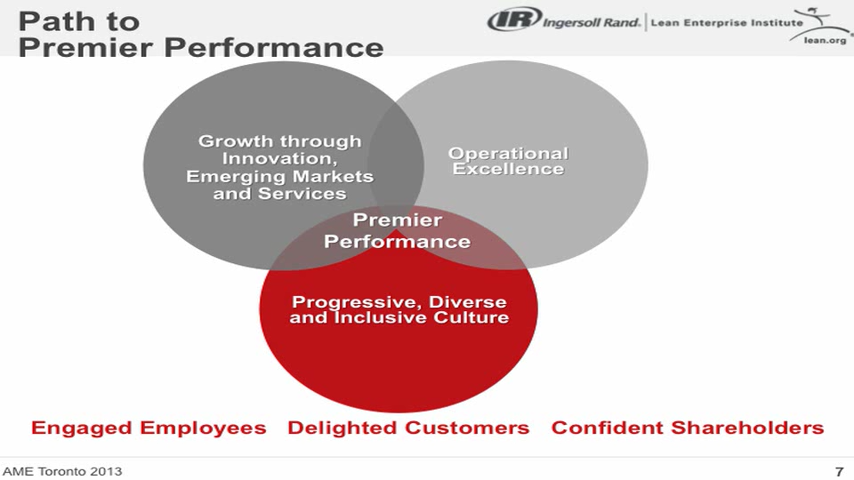 Path to
Premier Performance
IR Ingersoll Rand. Lean Enterprise Institute
lean.org
Growth through
Innovation,
Emerging Markets
and Services
Operational
Excellence
Premier
Performance
Progressive, Diverse
and Inclusive Culture
Engaged Employees Delighted Customers Confident Shareholders
AME Toronto 2013 7